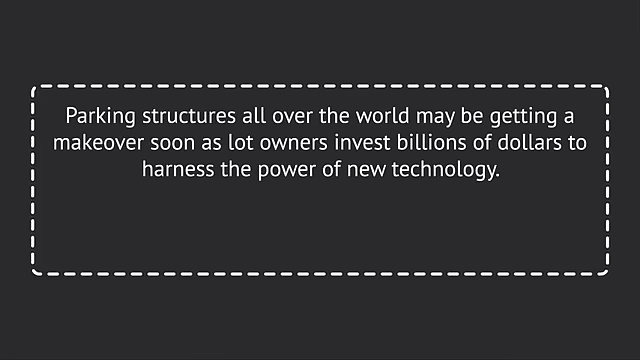 Parking structures all over the world may be getting a
makeover soon as lot owners invest billions of dollars to
harness the power of new technology.